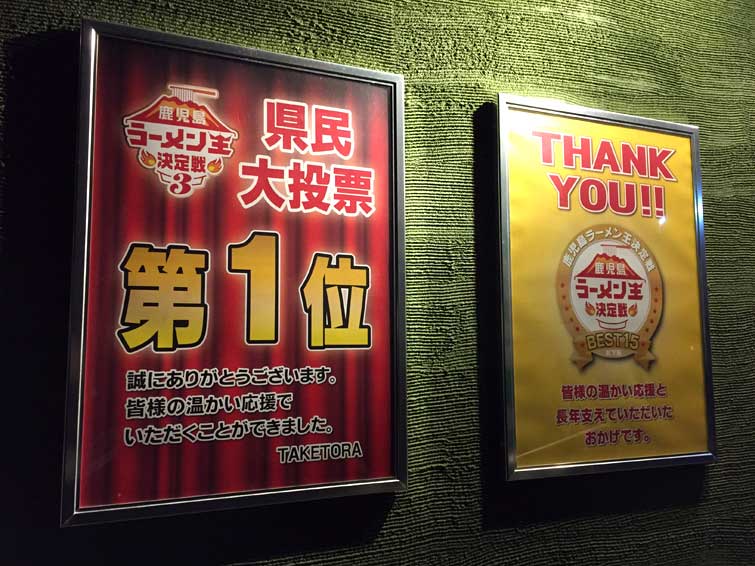 鹿児島
ラーメン王
決定戦
3
県民
大投票
第1位
誠にありがとうございます。
皆様の温かい応援で
いただくことができました。
TAKETORA
THANK
YOU!!
鹿児島ラーメン王決定戦
鹿児島
ラーメン王
決定戦
BEST15
皆様の温かい応援と
長年支えていただいた
おかげです。